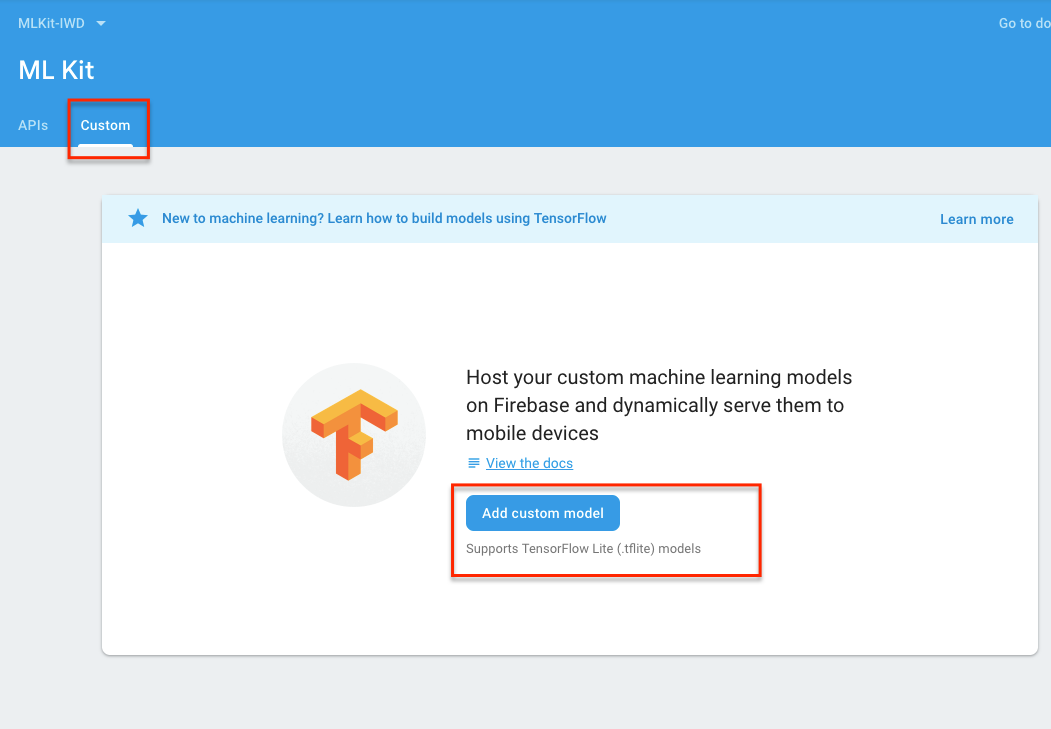 MLKit-IWD
Go to do
ML Kit
APIs
Custom
New to machine learning? Learn how to build models using TensorFlow
Learn more
Host your custom machine learning models
on Firebase and dynamically serve them to
mobile devices
View the docs
Add custom model
Supports TensorFlow Lite (.tflite) models